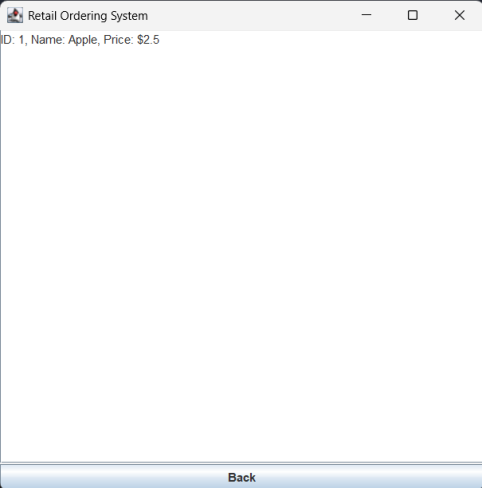 Retail Ordering System
ID: 1, Name: Apple, Price: $2.5
Back